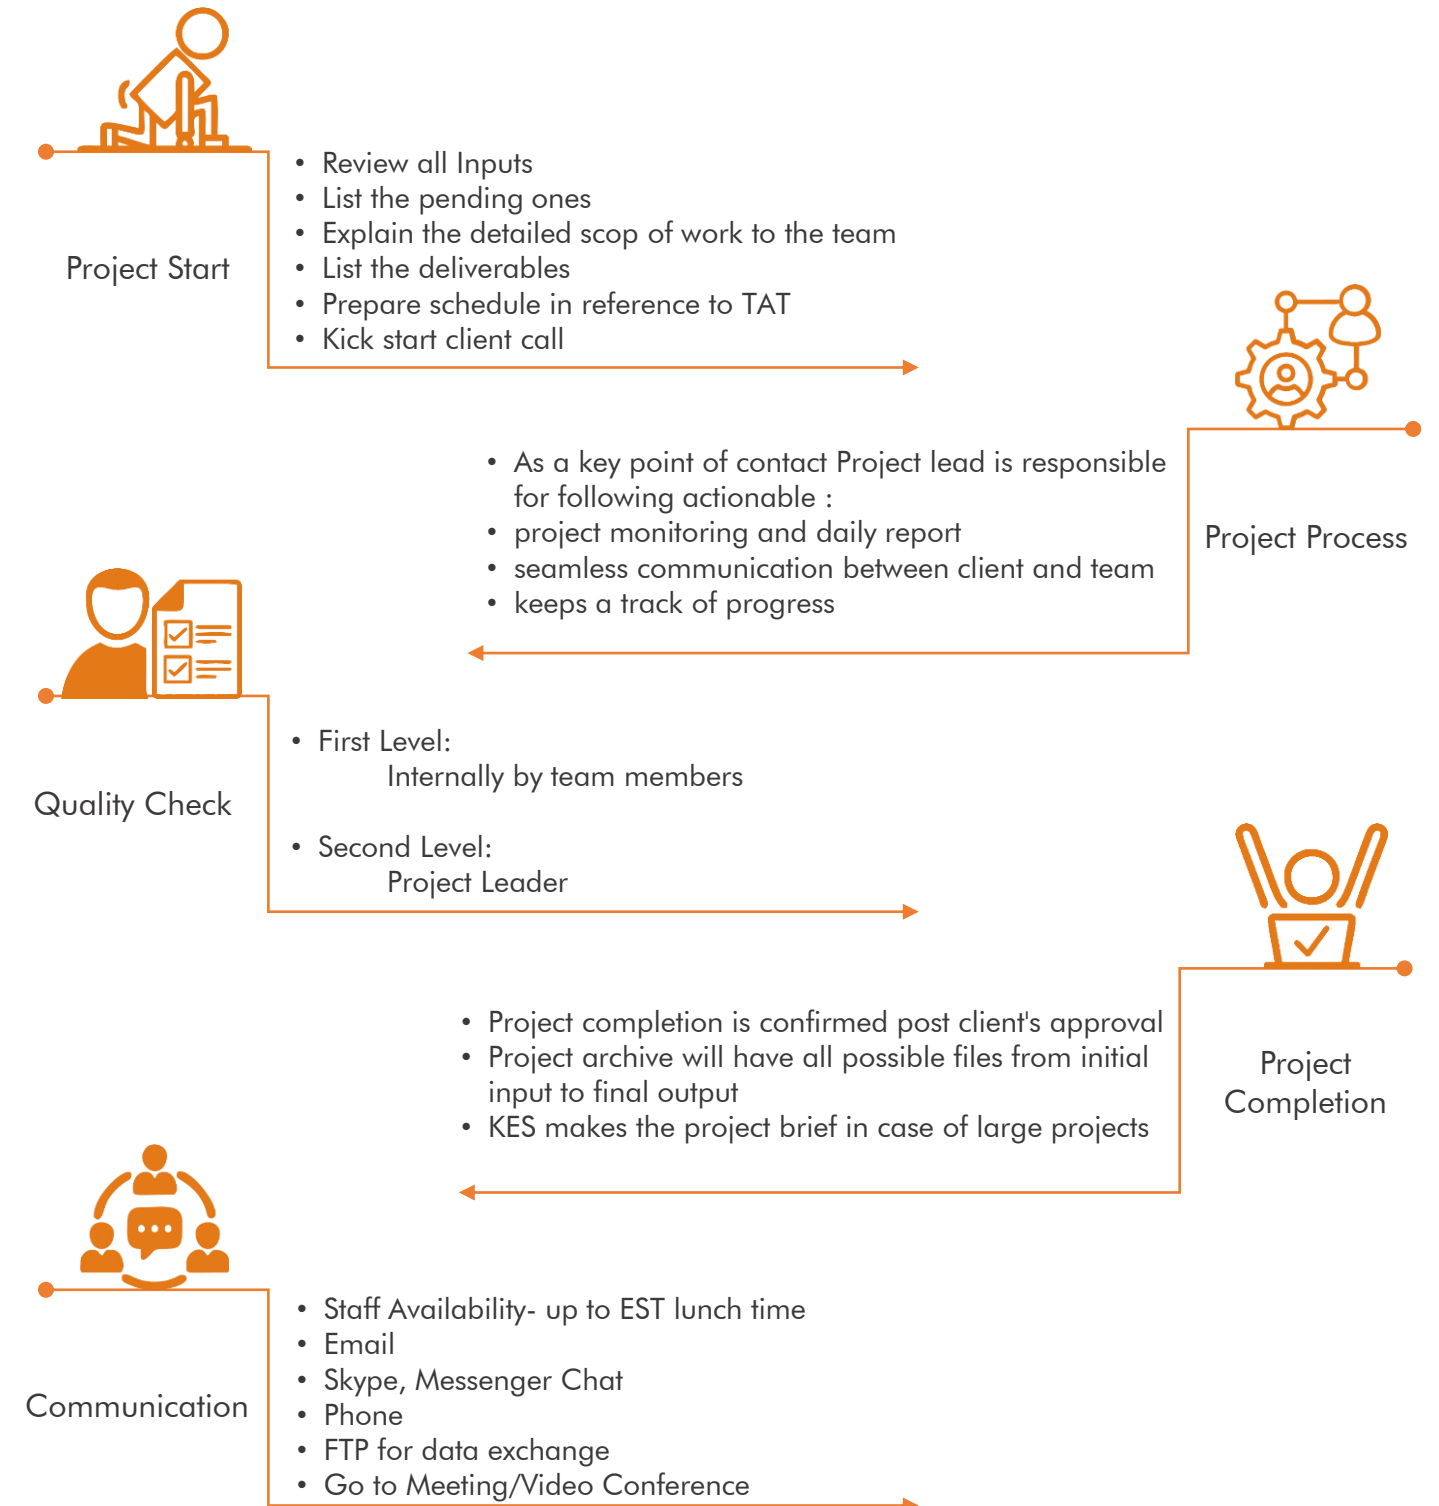 Project Start
• Review all Inputs
• List the pending ones
• Explain the detailed scop of work to the team
• List the deliverables
• Prepare schedule in reference to TAT
• Kick start client call
Project Process
• As a key point of contact Project lead is responsible
for following actionable :
• project monitoring and daily report
• seamless communication between client and team
• keeps a track of progress
Quality Check
• First Level:
Internally by team members
• Second Level:
Project Leader
Project
Completion
• Project completion is confirmed post client's approval
• Project archive will have all possible files from initial
input to final output
• KES makes the project brief in case of large projects
Communication
• Staff Availability- up to EST lunch time
• Email
• Skype, Messenger Chat
• Phone
• FTP for data exchange
• Go to Meeting/Video Conference